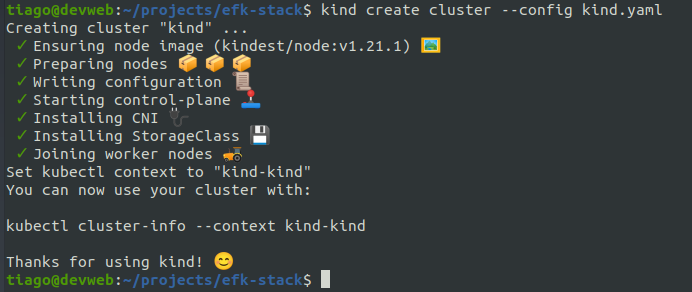 tiago@devweb:~/projects/efk-stack$ kind create cluster --config kind.yaml
Creating cluster "kind" ...
✓ Ensuring node image (kindest/node:v1.21.1) 🖼
✓ Preparing nodes 📦 📦 📦
✓ Writing configuration 📜
✓ Starting control-plane 🕹️
✓ Installing CNI 🔌
✓ Installing StorageClass 💾
✓ Joining worker nodes 🚜
Set kubectl context to "kind-kind"
You can now use your cluster with:
kubectl cluster-info --context kind-kind
Thanks for using kind! 😊
tiago@devweb:~/projects/efk-stack$